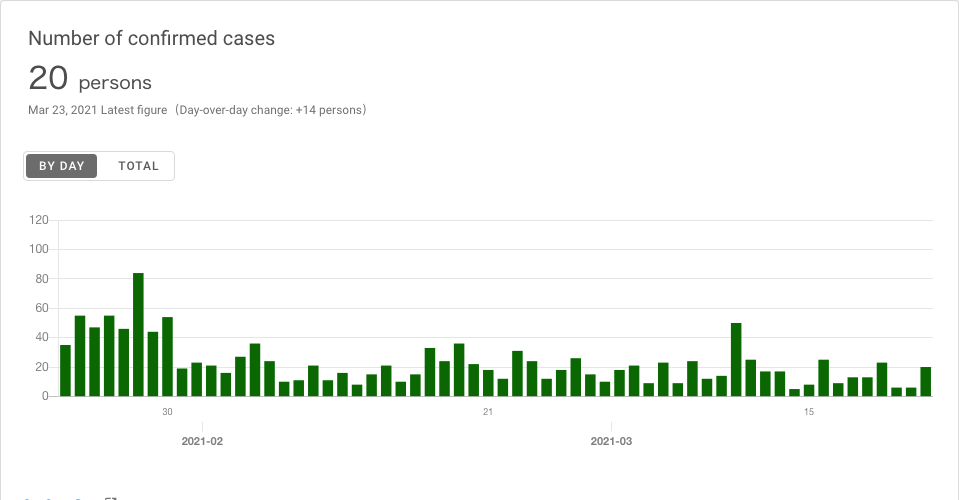 Number of confirmed cases
20 persons
Mar 23, 2021 Latest figure（Day-over-day change: +14 persons）
BY DAY TOTAL
120
100
80
60
40
20
0
30 21 15
2021-02 2021-03